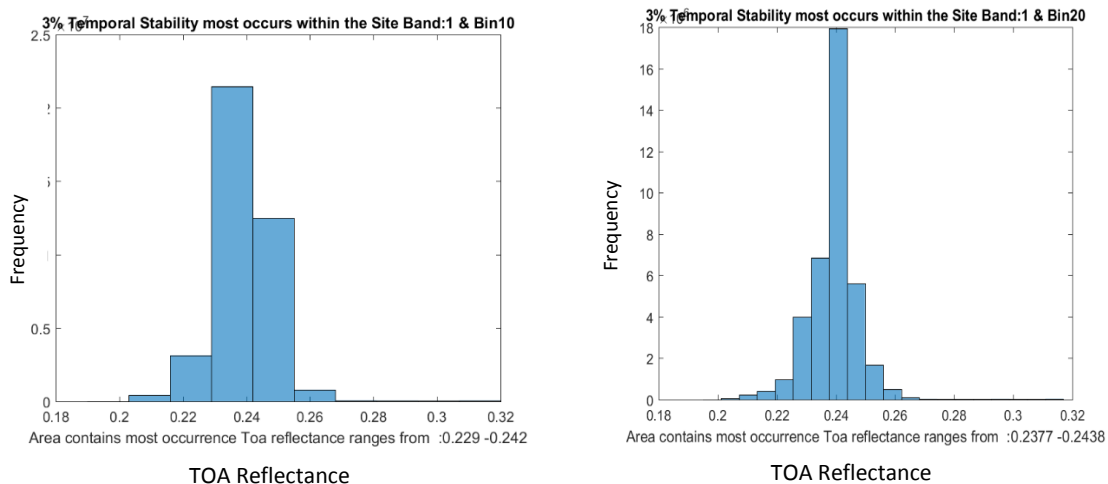 3% Temporal Stability most occurs within the Site Band:1 & Bin10
2.5
2
5
1
0.5
0
Frequency
0.18 0.2 0.22 0.24 0.26 0.28 0.3 0.32
Area contains most occurrence Toa reflectance ranges from :0.229 -0.242
TOA Reflectance
3% Temporal Stability most occurs within the Site Band:1 & Bin20
18
16
14
12
10
8
6
4
2
0
Frequency
0.18 0.2 0.22 0.24 0.26 0.28 0.3 0.32
Area contains most occurrence Toa reflectance ranges from :0.2377 -0.2438
TOA Reflectance